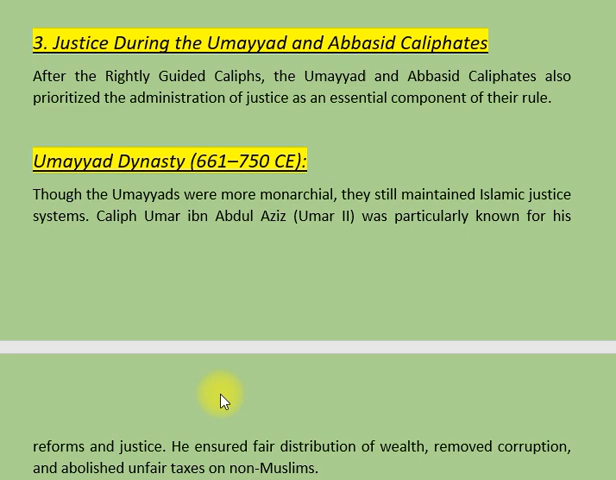 3. Justice During the Umayyad and Abbasid Caliphates
After the Rightly Guided Caliphs, the Umayyad and Abbasid Caliphates also
prioritized the administration of justice as an essential component of their rule.
Umayyad Dynasty (661–750 CE):
Though the Umayyads were more monarchial, they still maintained Islamic justice
systems. Caliph Umar ibn Abdul Aziz (Umar II) was particularly known for his
reforms and justice. He ensured fair distribution of wealth, removed corruption,
and abolished unfair taxes on non-Muslims.